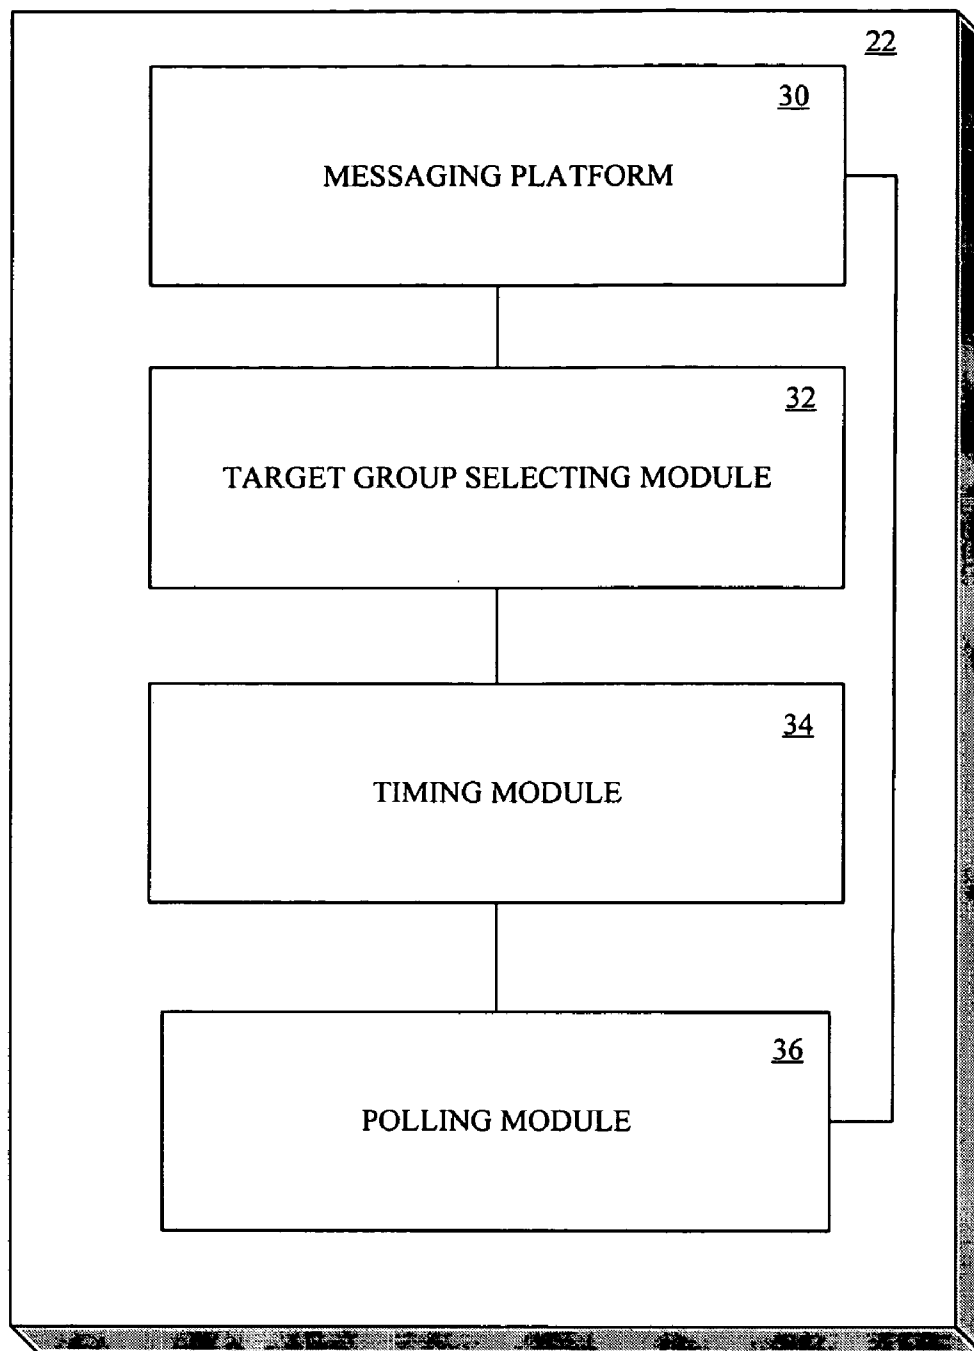 22
30
MESSAGING PLATFORM
32
TARGET GROUP SELECTING MODULE
34
TIMING MODULE
36
POLLING MODULE